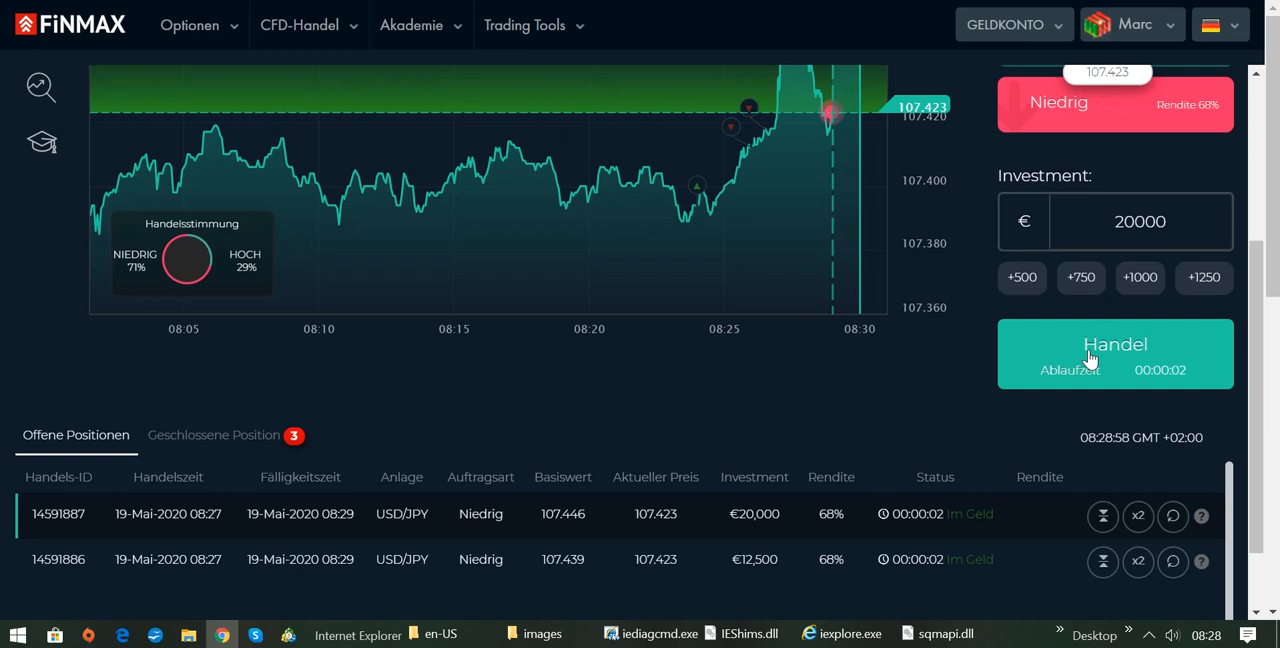 FiNMAX Optionen CFD-Handel Akademie Trading Tools GELDKONTO Marc
107.423
Niedrig Rendite 68%
107.423
107.420
107.400
107.380
107.360
Handelsstimmung
NIEDRIG HOCH
71% 29%
08:05 08:10 08:15 08:20 08:25 08:30
Investment:
€ 20000
+500 +750 +1000 +1250
Handel
Ablaufzeit 00:00:02
Offene Positionen Geschlossene Position 3
08:28:58 GMT +02:00
Handels-ID Handelszeit Fälligkeitszeit Anlage Auftragsart Basiswert Aktueller Preis Investment Rendite Status Rendite
14591887 19-Mai-2020 08:27 19-Mai-2020 08:29 USD/JPY Niedrig 107.446 107.423 €20,000 68% 00:00:02 Im Geld x2 ?
14591886 19-Mai-2020 08:27 19-Mai-2020 08:29 USD/JPY Niedrig 107.439 107.423 €12,500 68% 00:00:02 Im Geld x2 ?
Internet Explorer en-US images iediagcmd.exe IEShims.dll iexplore.exe sqmapi.dll » Desktop » 08:28